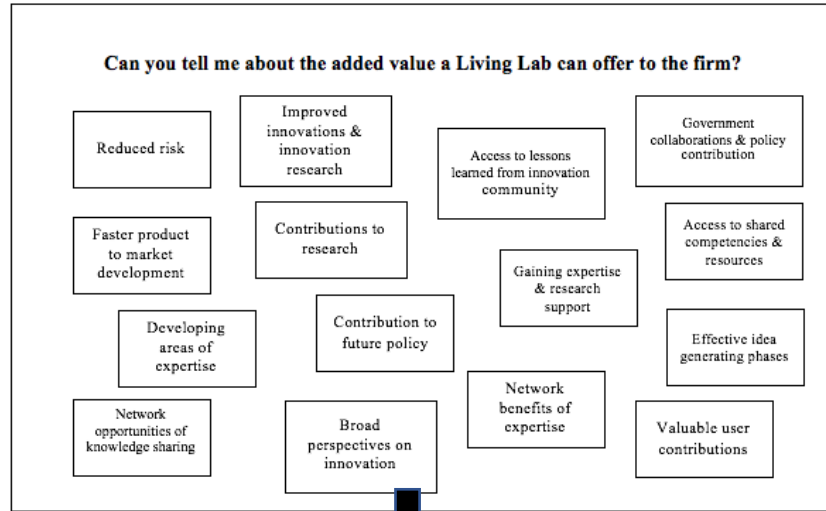 Can you tell me about the added value a Living Lab can offer to the firm?
Reduced risk
Improved
innovations &
innovation
research
Access to lessons
learned from innovation
community
Government
collaborations & policy
contribution
Faster product
to market
development
Contributions to
research
Gaining expertise
& research
support
Access to shared
competencies &
resources
Developing
areas of
expertise
Contribution to
future policy
Effective idea
generating phases
Network
opportunities of
knowledge sharing
Broad
perspectives on
innovation
Network
benefits of
expertise
Valuable user
contributions